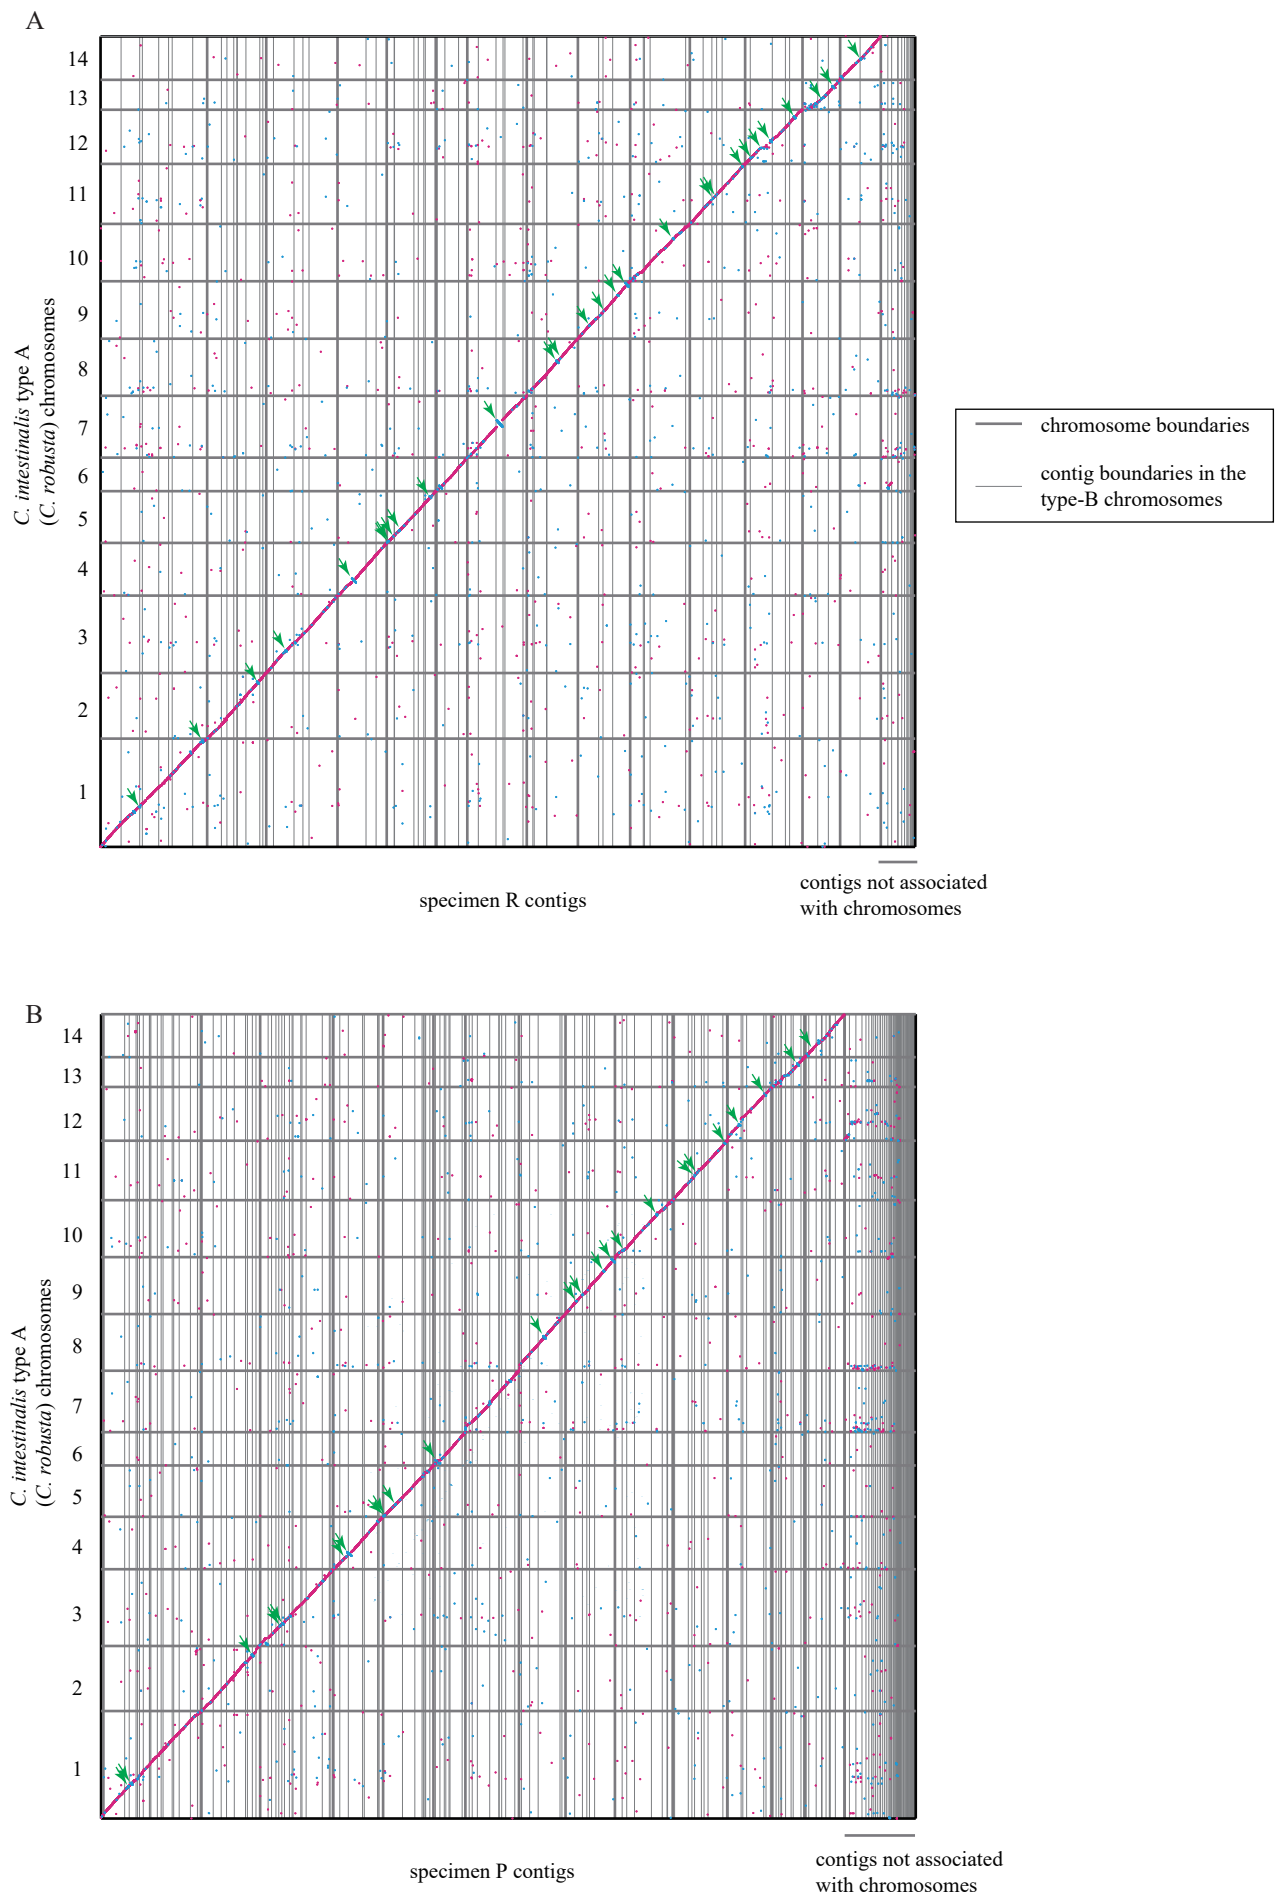 A
14
13
12
11
10
9
8
7
6
5
4
3
2
1
C. intestinalis type A
(C. robusta) chromosomes
chromosome boundaries
contig boundaries in the
type-B chromosomes
specimen R contigs
contigs not associated
with chromosomes
B
14
13
12
11
10
9
8
7
6
5
4
3
2
1
C. intestinalis type A
(C. robusta) chromosomes
specimen P contigs
contigs not associated
with chromosomes